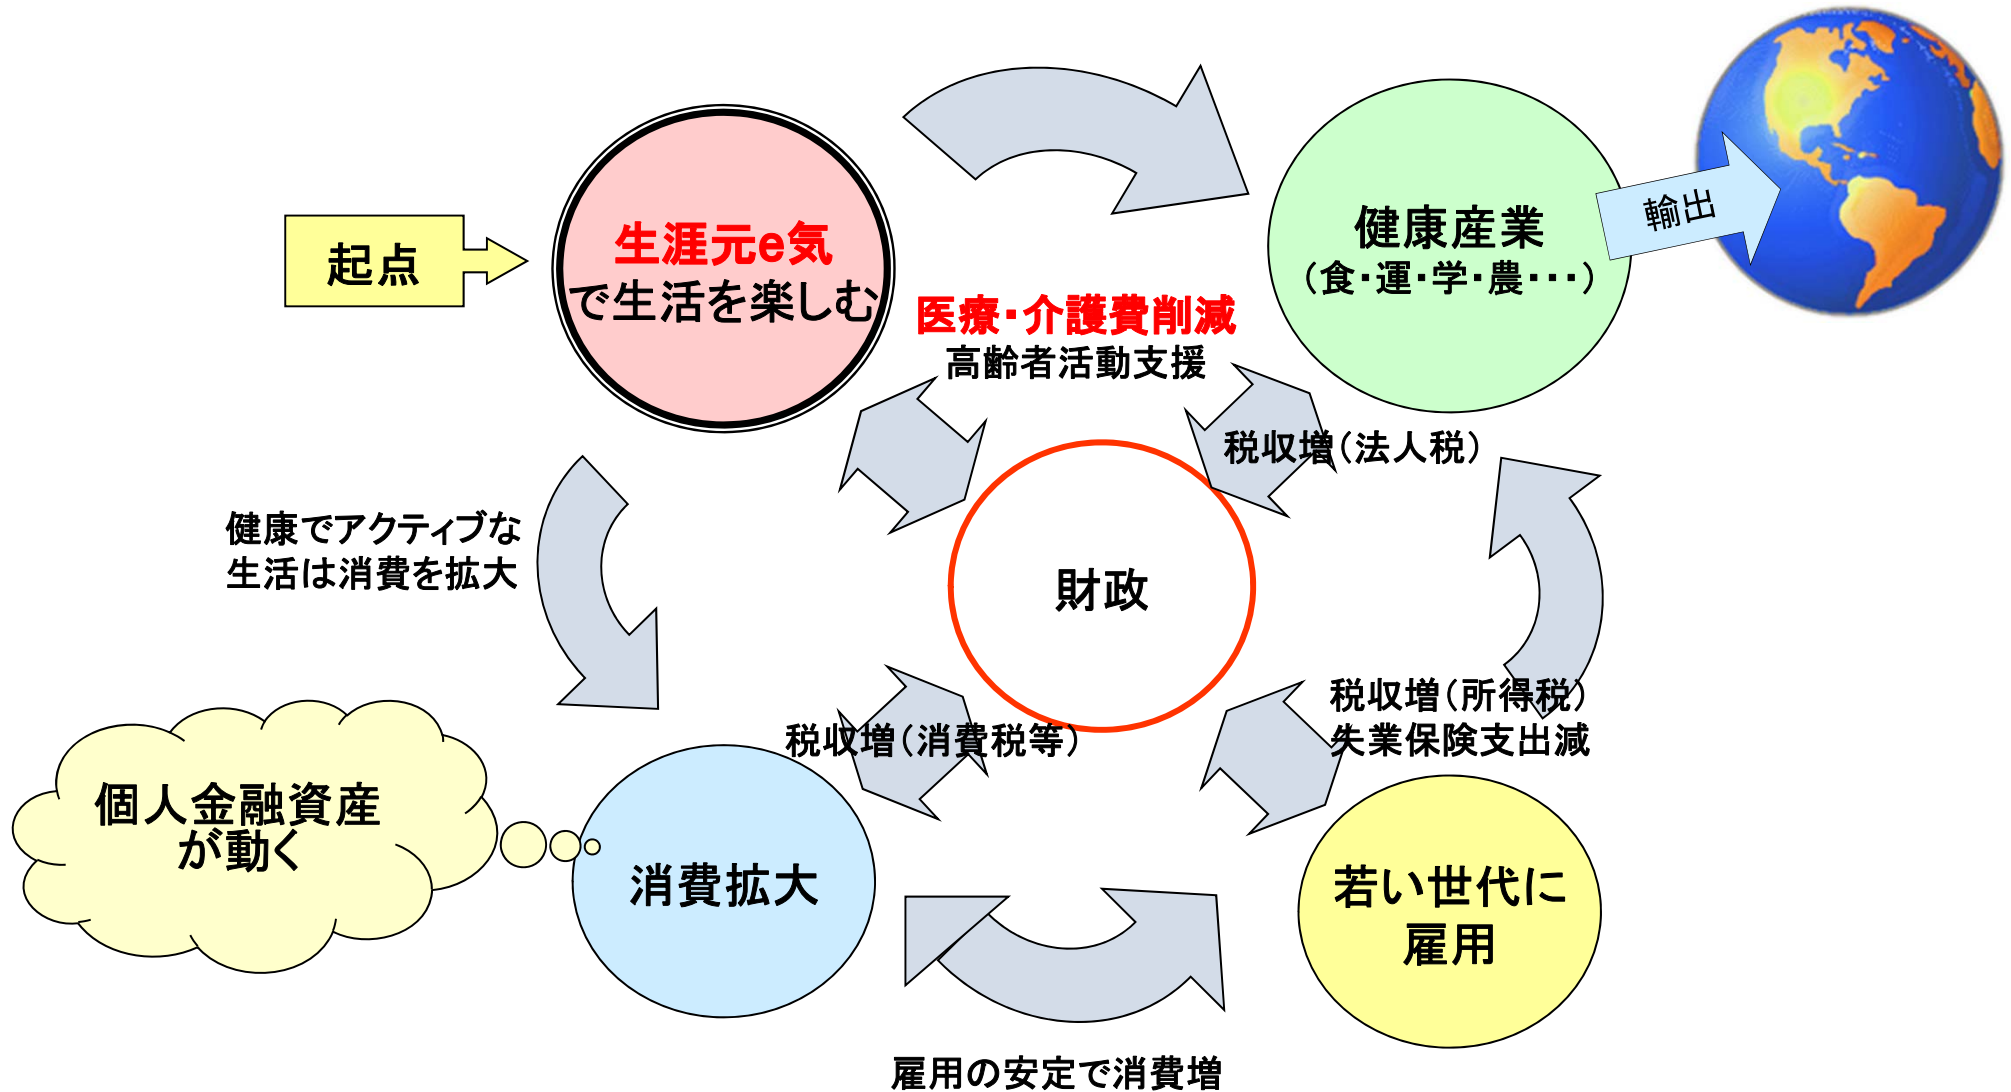 起点
生涯元e気
で生活を楽しむ
健康産業
（食・運・学・農・・・）
輸出
医療・介護費削減
高齢者活動支援
税収増（法人税）
健康でアクティブな
生活は消費を拡大
財政
税収増（所得税）
失業保険支出減
税収増（消費税等）
個人金融資産
が動く
消費拡大
若い世代に
雇用
雇用の安定で消費増